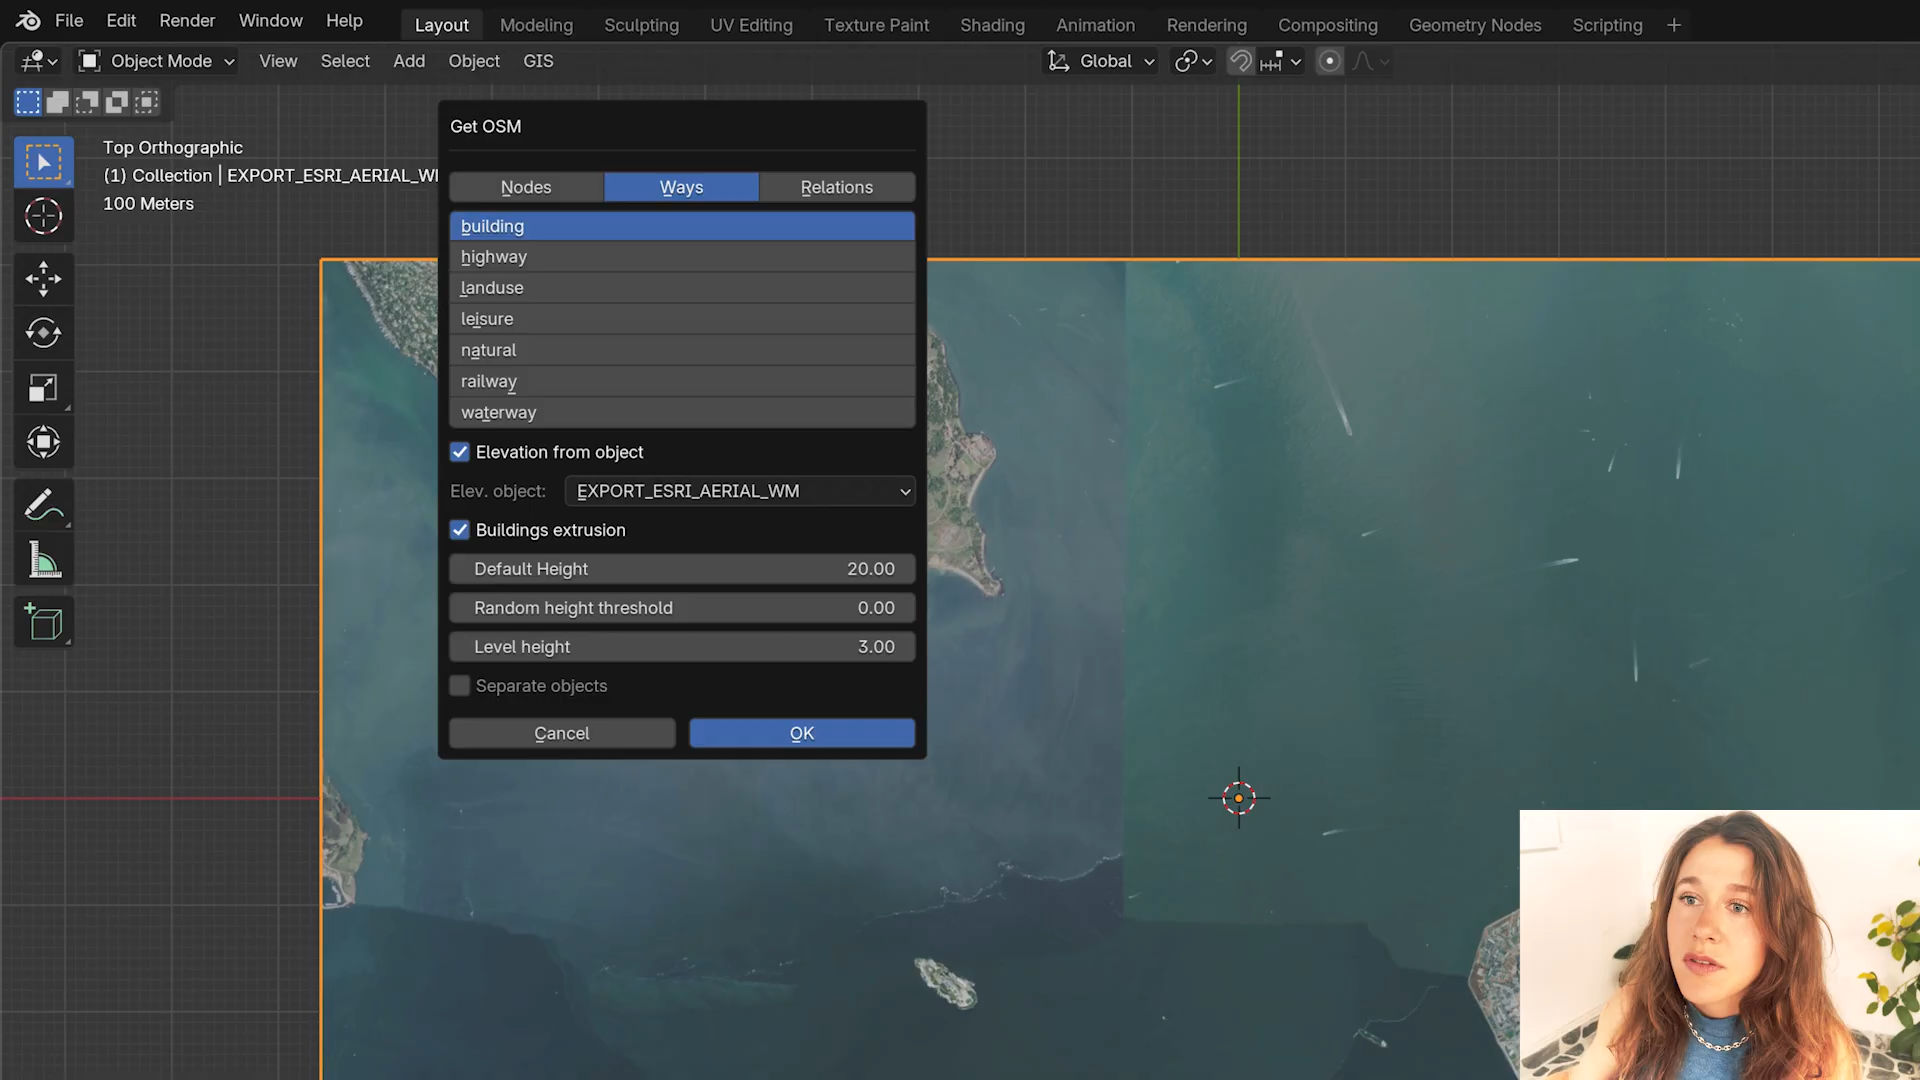 File Edit Render Window Help Layout Modeling Sculpting UV Editing Texture Paint Shading Animation Rendering Compositing Geometry Nodes Scripting +
Object Mode View Select Add Object GIS Global
Top Orthographic
(1) Collection | EXPORT_ESRI_AERIAL_W
100 Meters
Get OSM
Nodes Ways Relations
building
highway
landuse
leisure
natural
railway
waterway
Elevation from object
Elev. object: EXPORT_ESRI_AERIAL_WM
Buildings extrusion
Default Height 20.00
Random height threshold 0.00
Level height 3.00
Separate objects
Cancel OK